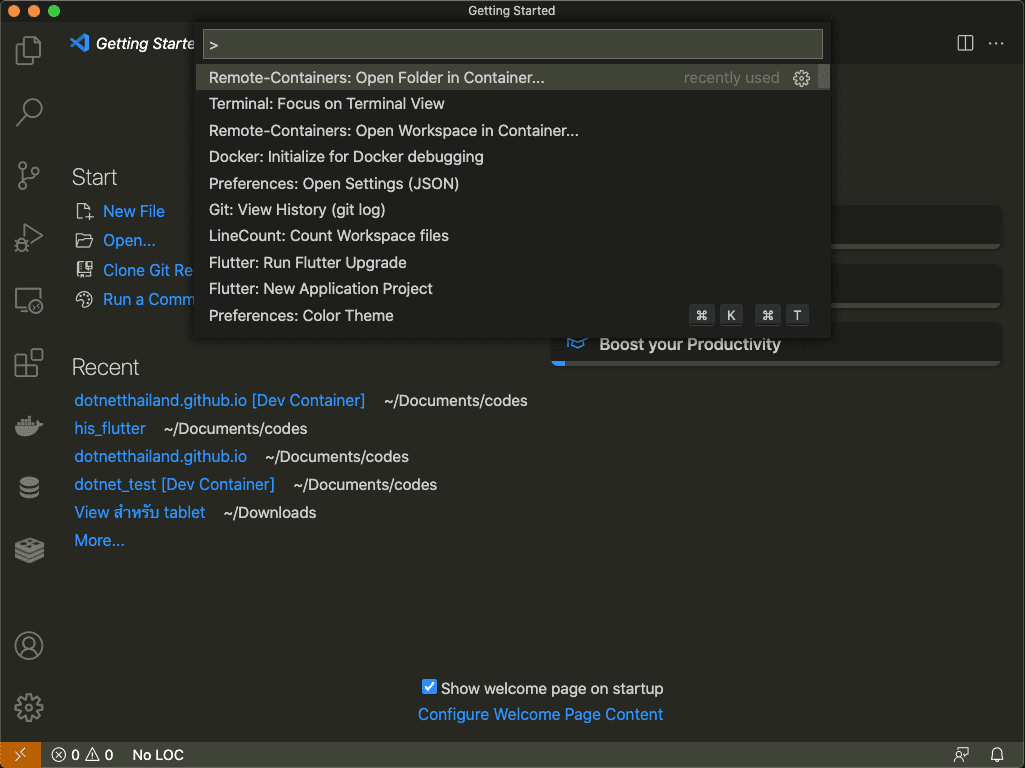 Getting Started
Getting Starte
>
Remote-Containers: Open Folder in Container... recently used
Terminal: Focus on Terminal View
Remote-Containers: Open Workspace in Container...
Docker: Initialize for Docker debugging
Preferences: Open Settings (JSON)
Git: View History (git log)
LineCount: Count Workspace files
Flutter: Run Flutter Upgrade
Flutter: New Application Project
Preferences: Color Theme ⌘ K ⌘ T
Start
New File
Open...
Clone Git Re
Run a Comm
Boost your Productivity
Recent
dotnetthailand.github.io [Dev Container] ~/Documents/codes
his_flutter ~/Documents/codes
dotnetthailand.github.io ~/Documents/codes
dotnet_test [Dev Container] ~/Documents/codes
View สำหรับ tablet ~/Downloads
More...
Show welcome page on startup
Configure Welcome Page Content
0 0 No LOC